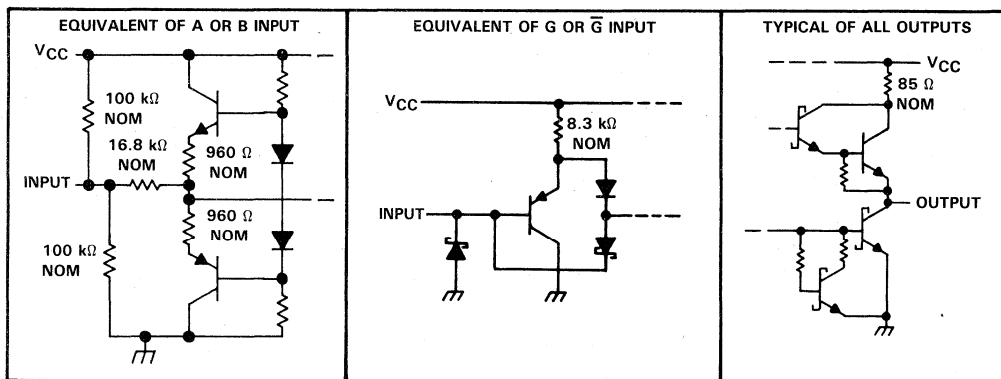 EQUIVALENT OF A OR B INPUT
VCC
100 kΩ
NOM
16.8 kΩ
NOM
960 Ω
NOM
INPUT
960 Ω
NOM
100 kΩ
NOM
EQUIVALENT OF G OR G̅ INPUT
VCC
8.3 kΩ
NOM
INPUT
TYPICAL OF ALL OUTPUTS
VCC
85 Ω
NOM
OUTPUT